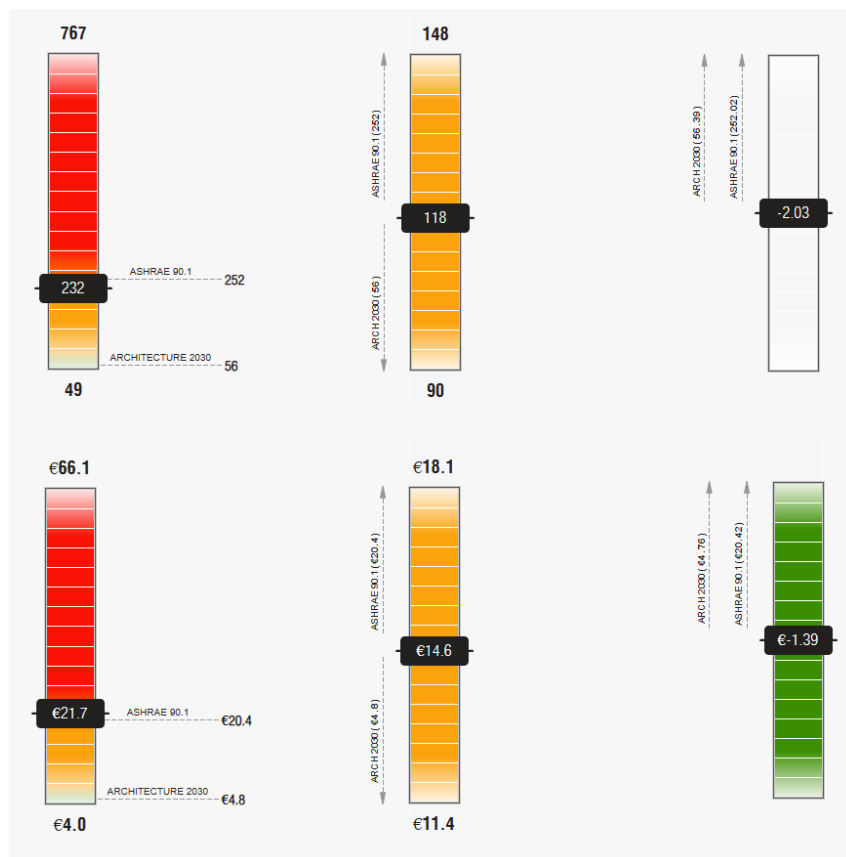 767
148
ARCH 2030 (56.39)
ASHRAE 90.1 (252.02)
ASHRAE 90.1 (252)
118
-2.03
ASHRAE 90.1
252
232
ARCH 2030 (56)
ARCHITECTURE 2030
56
49
90
€66.1
€18.1
ARCH 2030 (€4.76)
ASHRAE 90.1 (€20.42)
ASHRAE 90.1 (€20.4)
€14.6
€-1.39
€21.7
ASHRAE 90.1
€20.4
ARCH 2030 (€4.8)
ARCHITECTURE 2030
€4.8
€4.0
€11.4